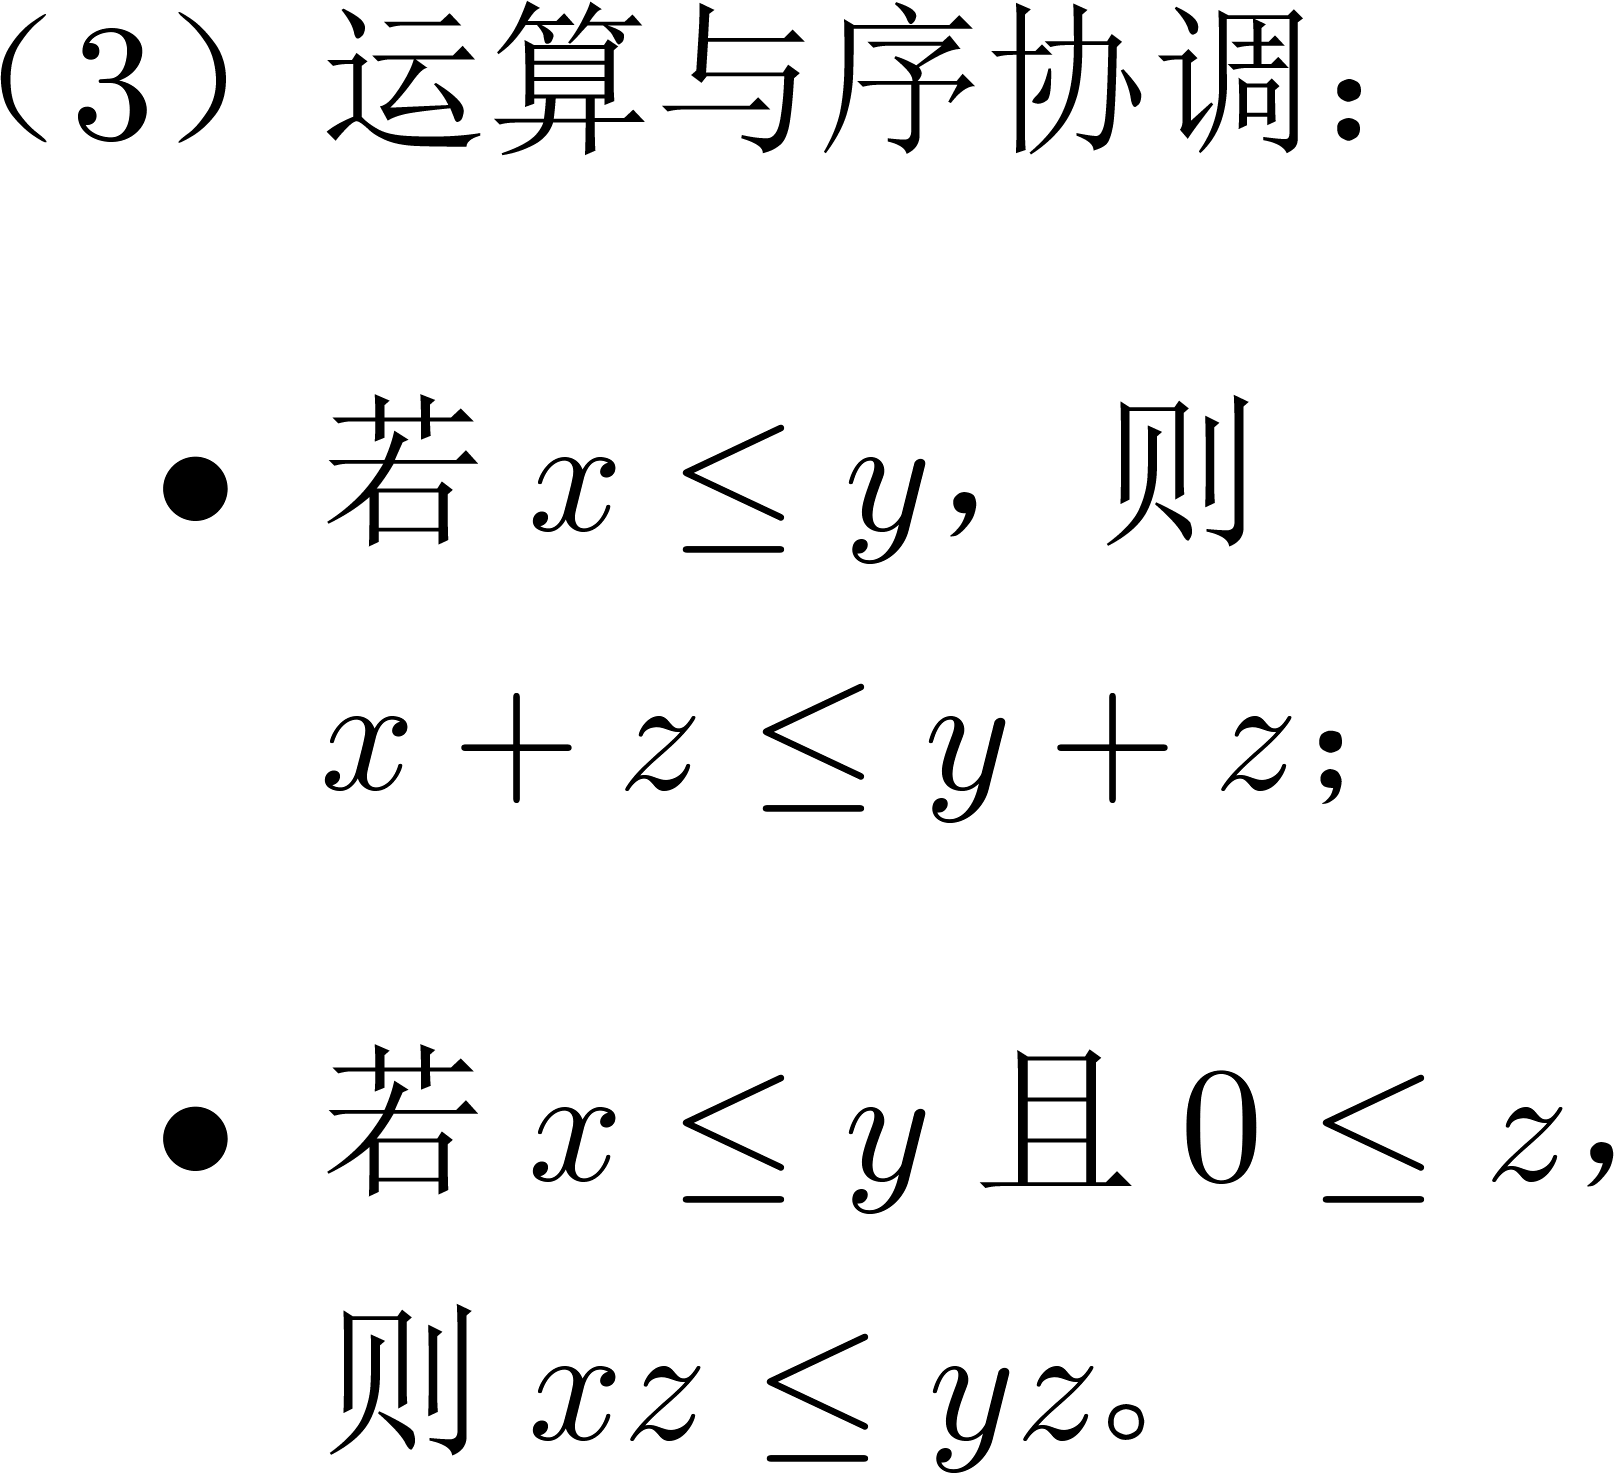 （3）运算与序协调：
• 若 x ≤ y，则
x + z ≤ y + z；
• 若 x ≤ y 且 0 ≤ z，
则 xz ≤ yz。